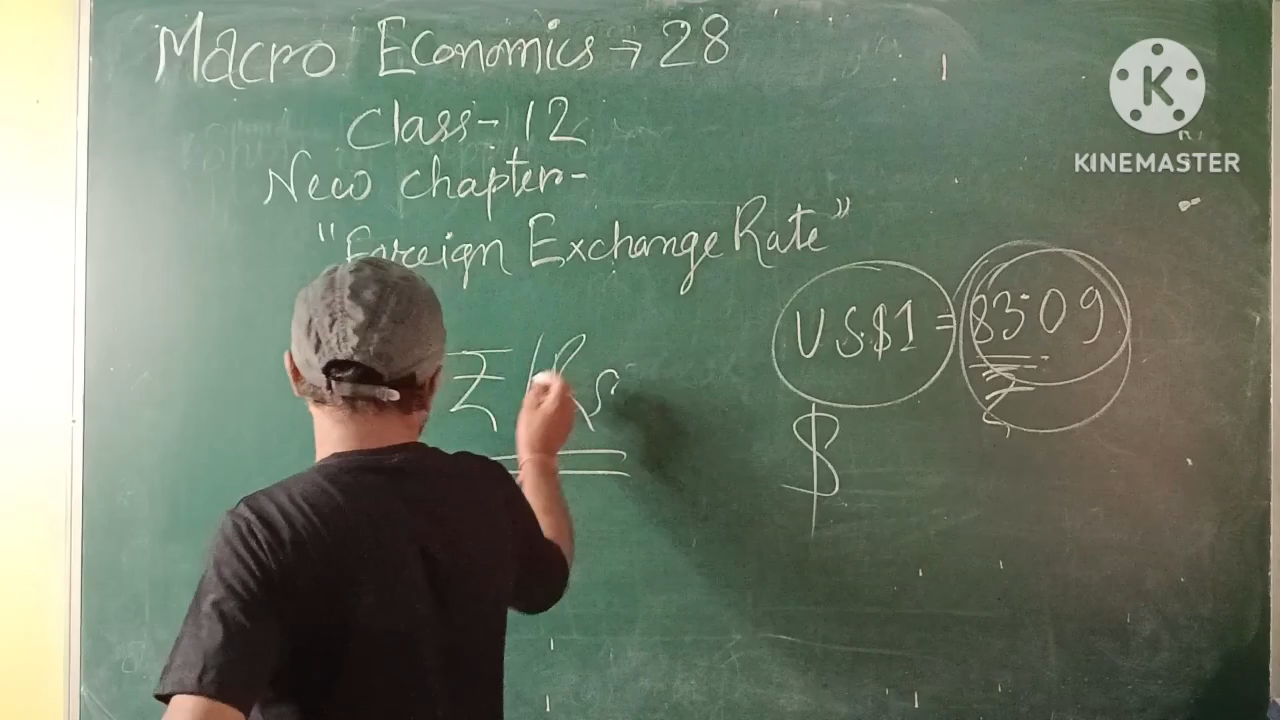 Macro Economics → 28
Class - 12
New chapter -
"Foreign Exchange Rate"
US$1 = 83.09
₹
₹/Rs
$
KINEMASTER